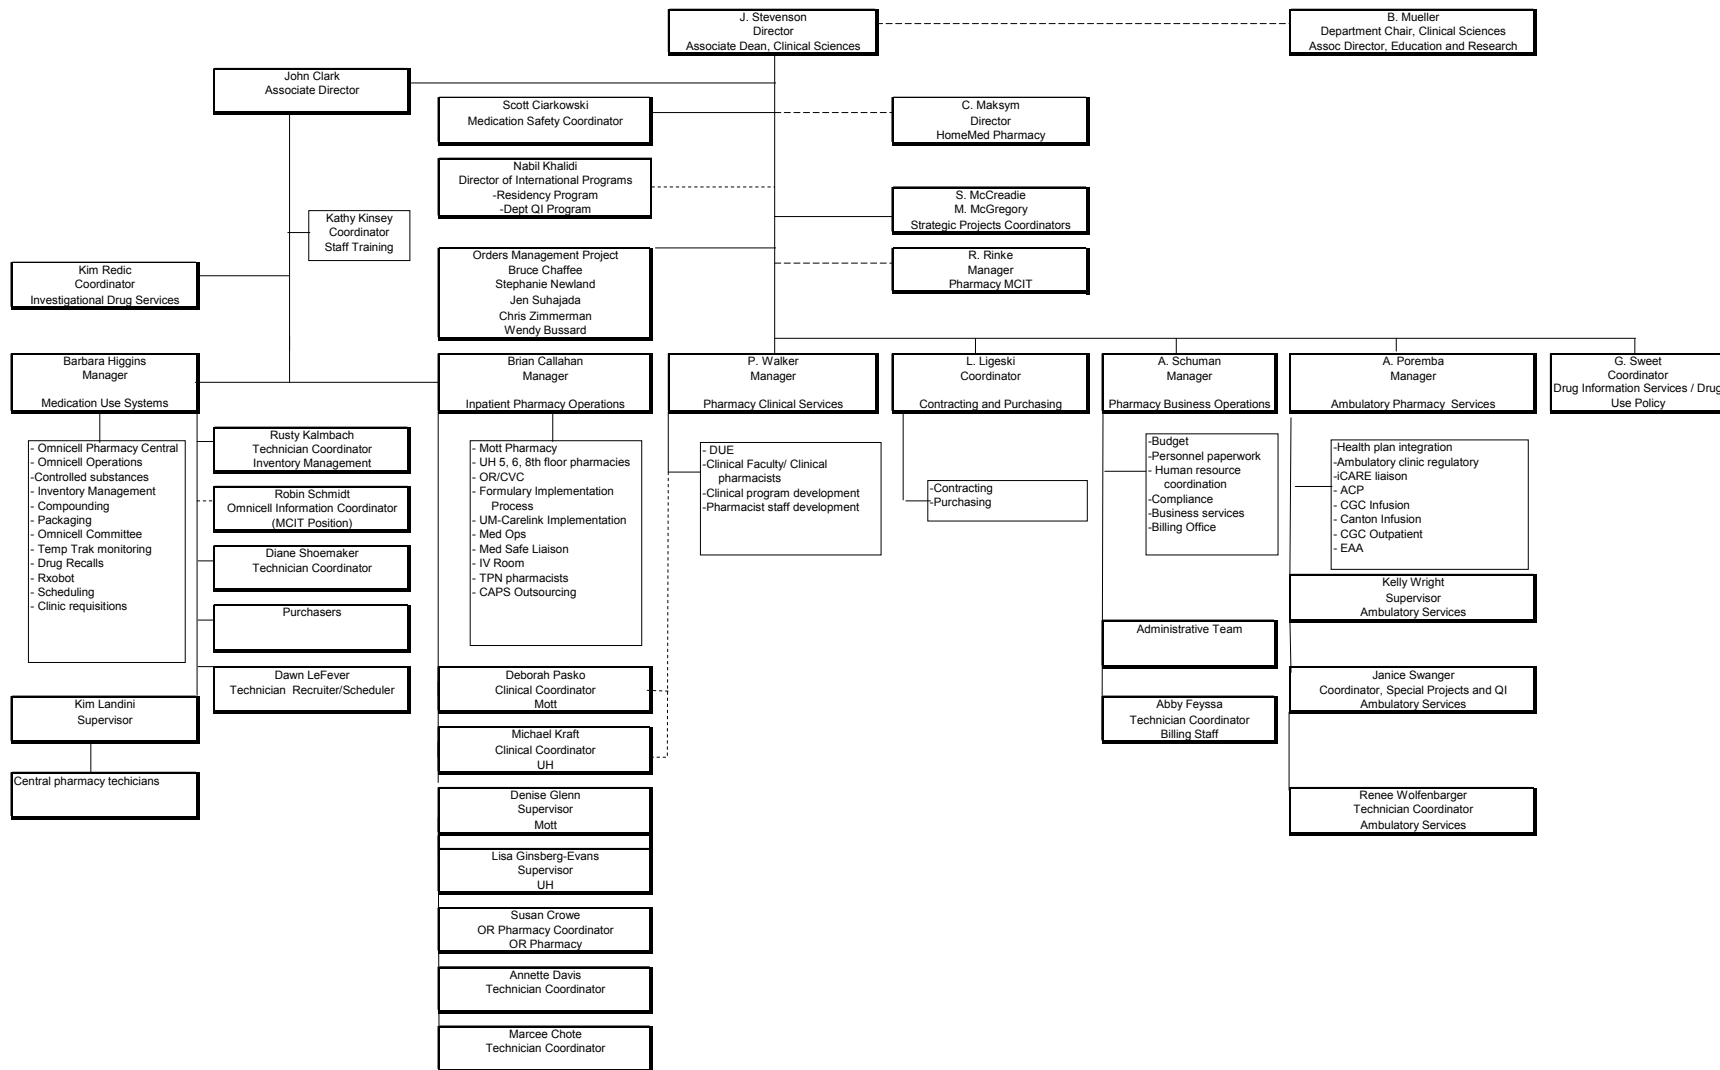 J. Stevenson
Director
Associate Dean, Clinical Sciences
B. Mueller
Department Chair, Clinical Sciences
Assoc Director, Education and Research
John Clark
Associate Director
Scott Ciarkowski
Medication Safety Coordinator
C. Maksym
Director
HomeMed Pharmacy
Nabil Khalidi
Director of International Programs
-Residency Program
-Dept QI Program
S. McCreadie
M. McGregory
Strategic Projects Coordinators
Kathy Kinsey
Coordinator
Staff Training
Orders Management Project
Bruce Chaffee
Stephanie Newland
Jen Suhajada
Chris Zimmerman
Wendy Bussard
R. Rinke
Manager
Pharmacy MCIT
Kim Redic
Coordinator
Investigational Drug Services
Barbara Higgins
Manager
Medication Use Systems
Brian Callahan
Manager
Inpatient Pharmacy Operations
P. Walker
Manager
Pharmacy Clinical Services
L. Ligeski
Coordinator
Contracting and Purchasing
A. Schuman
Manager
Pharmacy Business Operations
A. Poremba
Manager
Ambulatory Pharmacy Services
G. Sweet
Coordinator
Drug Information Services / Drug
Use Policy
- Omnicell Pharmacy Central
- Omnicell Operations
-Controlled substances
- Inventory Management
- Compounding
- Packaging
- Omnicell Committee
- Temp Trak monitoring
- Drug Recalls
- Rxobot
- Scheduling
- Clinic requisitions
Rusty Kalmbach
Technician Coordinator
Inventory Management
Robin Schmidt
Omnicell Information Coordinator
(MCIT Position)
Diane Shoemaker
Technician Coordinator
Purchasers
Dawn LeFever
Technician Recruiter/Scheduler
Kim Landini
Supervisor
Central pharmacy techicians
- Mott Pharmacy
- UH 5, 6, 8th floor pharmacies
- OR/CVC
- Formulary Implementation
Process
- UM-Carelink Implementation
- Med Ops
- Med Safe Liaison
- IV Room
- TPN pharmacists
- CAPS Outsourcing
Deborah Pasko
Clinical Coordinator
Mott
Michael Kraft
Clinical Coordinator
UH
Denise Glenn
Supervisor
Mott
Lisa Ginsberg-Evans
Supervisor
UH
Susan Crowe
OR Pharmacy Coordinator
OR Pharmacy
Annette Davis
Technician Coordinator
Marcee Chote
Technician Coordinator
- DUE
-Clinical Faculty/ Clinical
pharmacists
-Clinical program development
-Pharmacist staff development
-Contracting
-Purchasing
-Budget
-Personnel paperwork
- Human resource
coordination
-Compliance
-Business services
-Billing Office
Administrative Team
Abby Feyssa
Technician Coordinator
Billing Staff
-Health plan integration
-Ambulatory clinic regulatory
-iCARE liaison
- ACP
- CGC Infusion
- Canton Infusion
- CGC Outpatient
- EAA
Kelly Wright
Supervisor
Ambulatory Services
Janice Swanger
Coordinator, Special Projects and QI
Ambulatory Services
Renee Wolfenbarger
Technician Coordinator
Ambulatory Services